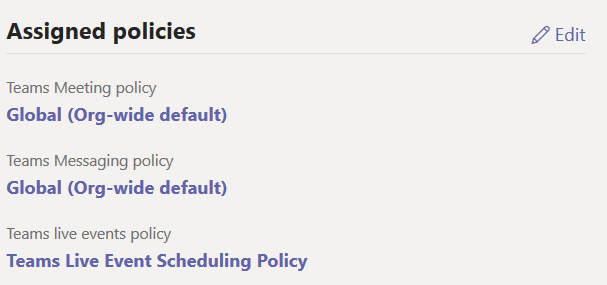 Assigned policies
Edit
Teams Meeting policy
Global (Org-wide default)
Teams Messaging policy
Global (Org-wide default)
Teams live events policy
Teams Live Event Scheduling Policy